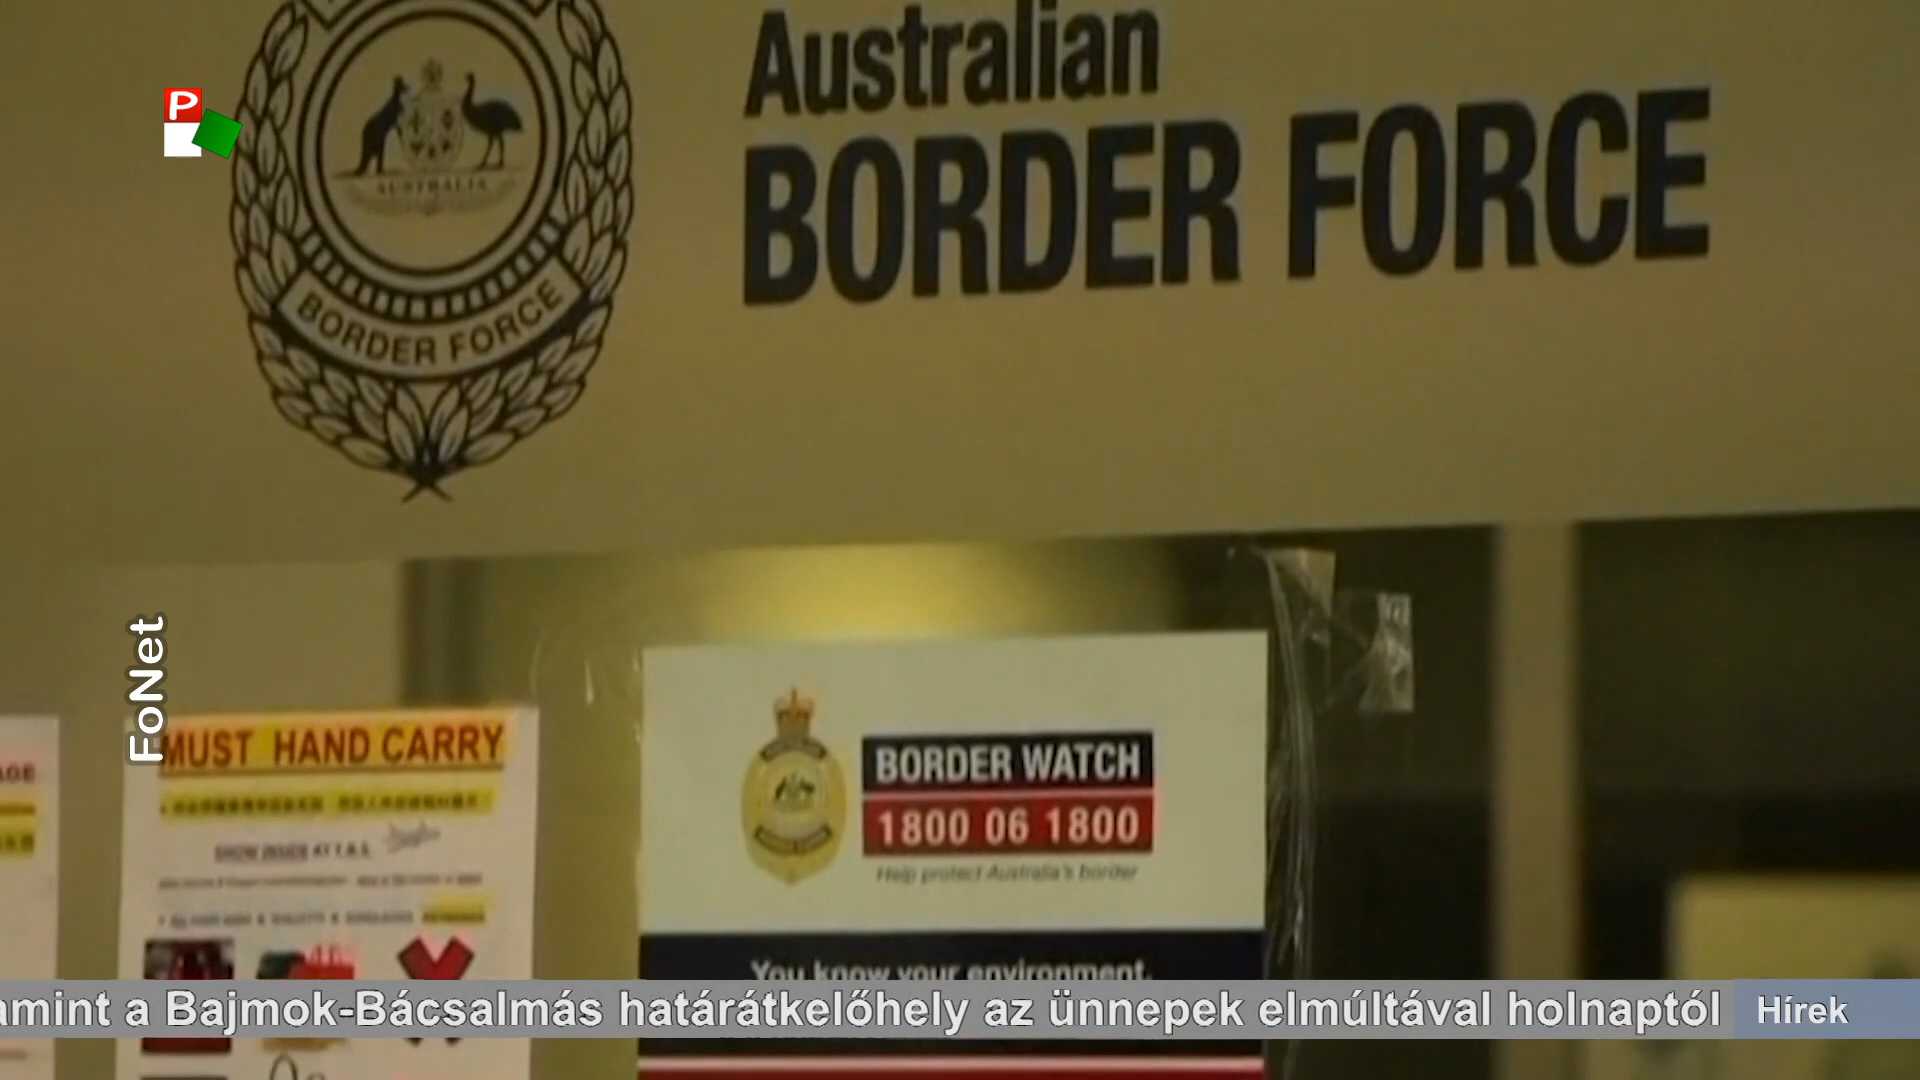 Australian
BORDER FORCE
P
AUSTRALIA
BORDER FORCE
FoNet
MUST HAND CARRY
BORDER WATCH
1800 06 1800
Help protect Australia's border
You know your environment.
amint a Bajmok-Bácsalmás határátkelőhely az ünnepek elmúltával holnaptól
Hírek